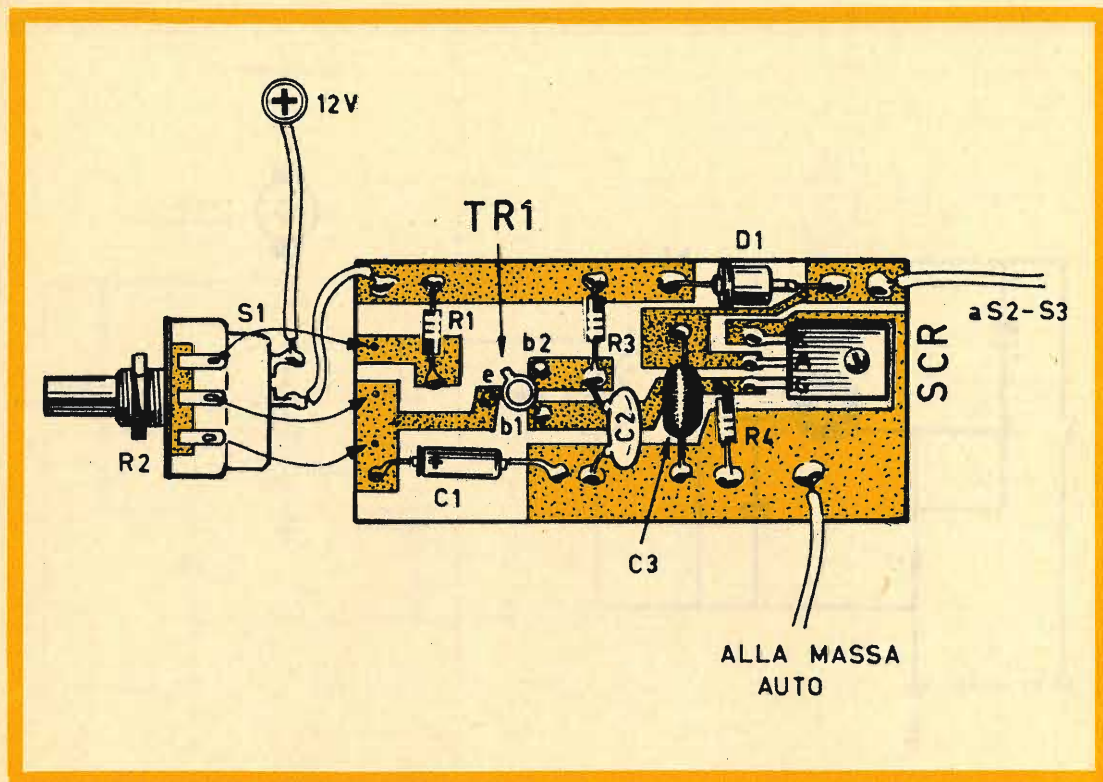 + 12V
TR1
D1
S1
aS2-S3
R1
b2
R3
K
A
G
SCR
e
b1
C2
R4
R2
+
C1
C3
ALLA MASSA
AUTO